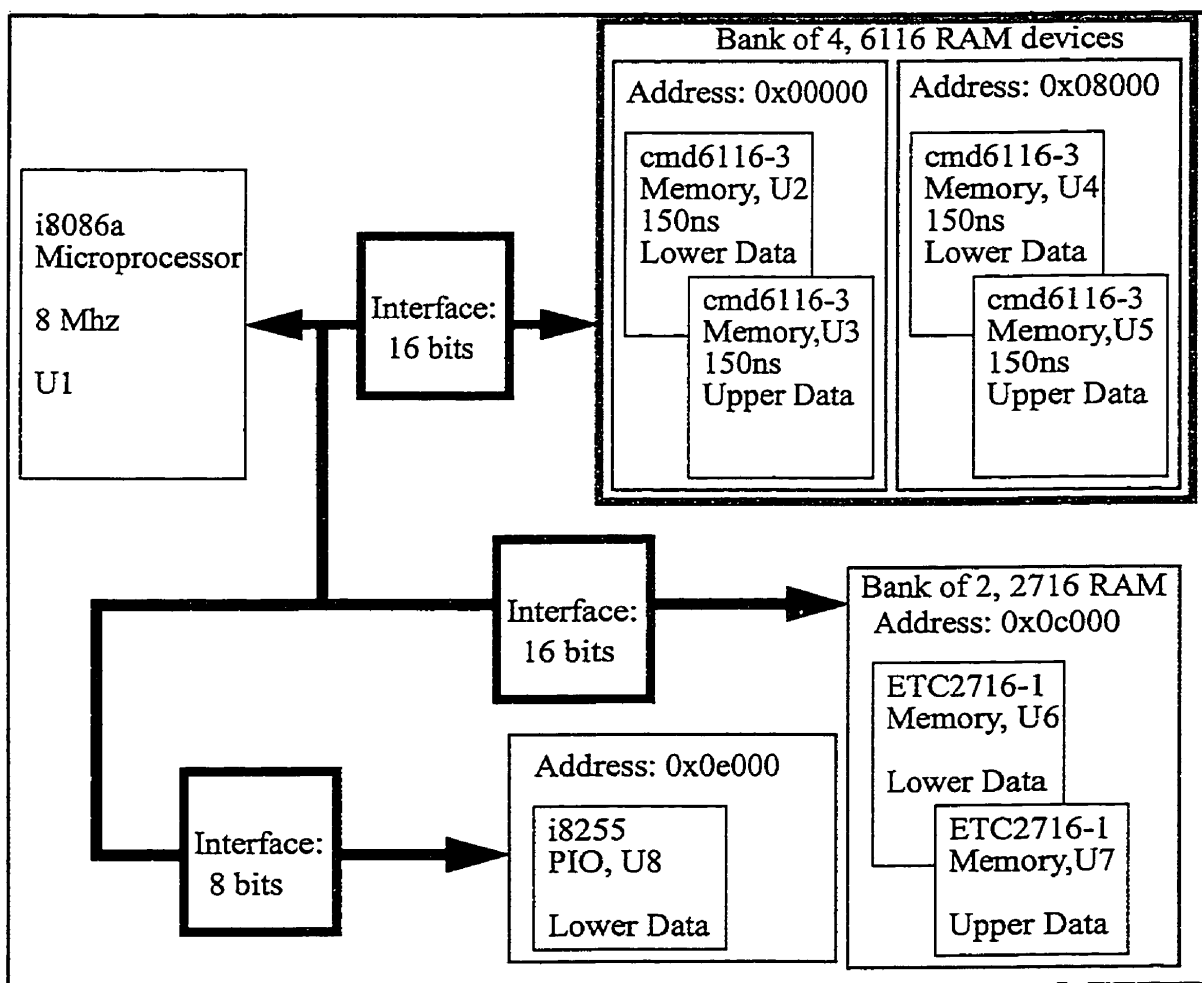 Bank of 4, 6116 RAM devices
Address: 0x00000
cmd6116-3
Memory, U2
150ns
Lower Data
cmd6116-3
Memory,U3
150ns
Upper Data
Address: 0x08000
cmd6116-3
Memory, U4
150ns
Lower Data
cmd6116-3
Memory,U5
150ns
Upper Data
i8086a
Microprocessor
8 Mhz
U1
Interface:
16 bits
Interface:
16 bits
Bank of 2, 2716 RAM
Address: 0x0c000
ETC2716-1
Memory, U6
Lower Data
ETC2716-1
Memory,U7
Upper Data
Interface:
8 bits
Address: 0x0e000
i8255
PIO, U8
Lower Data